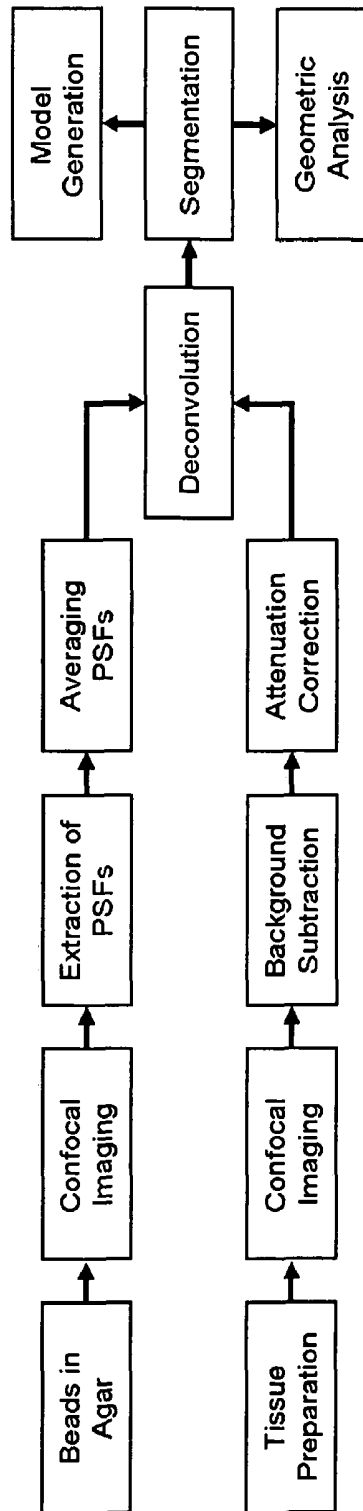 Beads in
Agar
Confocal
Imaging
Extraction of
PSFs
Averaging
PSFs
Tissue
Preparation
Confocal
Imaging
Background
Subtraction
Attenuation
Correction
Deconvolution
Segmentation
Model
Generation
Geometric
Analysis